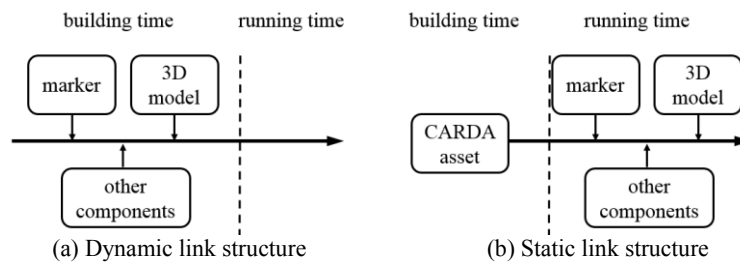 building time running time
marker
3D
model
other
components
(a) Dynamic link structure
building time running time
marker
3D
model
CARDA
asset
other
components
(b) Static link structure